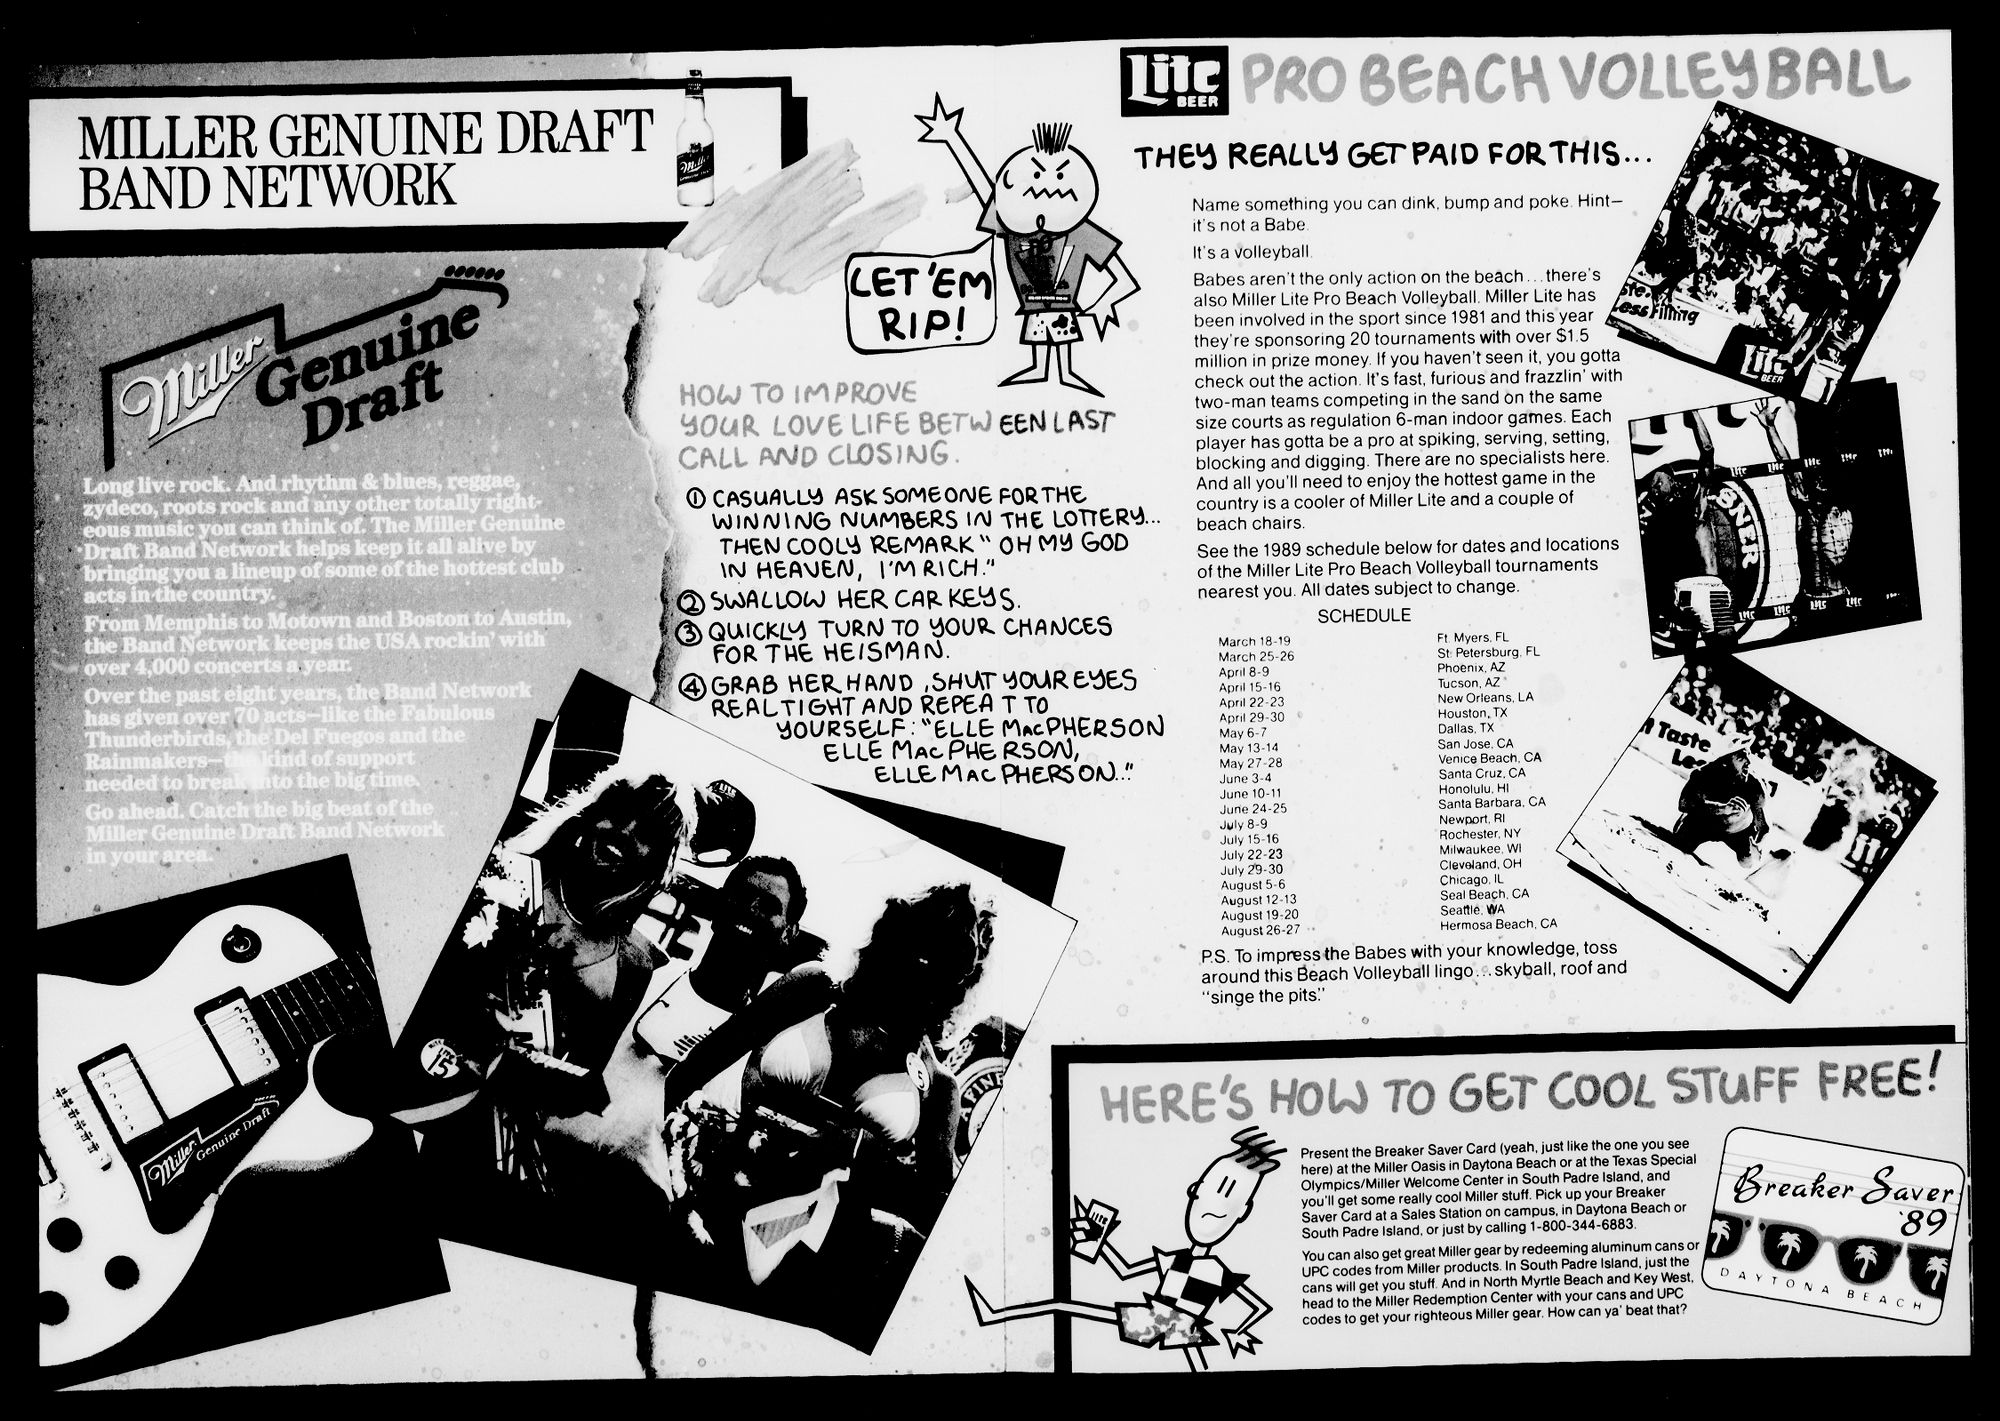 MILLER GENUINE DRAFT
BAND NETWORK
Miller
Genuine
Draft
Long live rock. And rhythm & blues, reggae,
zydeco, roots rock and any other totally right-
eous music you can think of. The Miller Genuine
Draft Band Network helps keep it all alive by
bringing you a lineup of some of the hottest club
acts in the country.
From Memphis to Motown and Boston to Austin,
the Band Network keeps the USA rockin' with
over 4,000 concerts a year.
Over the past eight years, the Band Network
has given over 70 acts—like the Fabulous
Thunderbirds, the Del Fuegos and the
Rainmakers—the kind of support
needed to break into the big time.
Go ahead. Catch the big beat of the
Miller Genuine Draft Band Network
in your area.
Miller
Genuine Draft
LET 'EM
RIP!
HOW TO IMPROVE
YOUR LOVE LIFE BETWEEN LAST
CALL AND CLOSING.
① CASUALLY ASK SOMEONE FOR THE
WINNING NUMBERS IN THE LOTTERY...
THEN COOLY REMARK " OH MY GOD
IN HEAVEN, I'M RICH."
② SWALLOW HER CAR KEYS.
③ QUICKLY TURN TO YOUR CHANCES
FOR THE HEISMAN.
④ GRAB HER HAND, SHUT YOUR EYES
REAL TIGHT AND REPEAT TO
YOURSELF: "ELLE MACPHERSON
ELLE MAC PHERSON,
ELLE MAC PHERSON..."
LITE
15
Lite
BEER
PRO BEACH VOLLEYBALL
THEY REALLY GET PAID FOR THIS...
Name something you can dink, bump and poke. Hint—
it's not a Babe.
It's a volleyball.
Babes aren't the only action on the beach...there's
also Miller Lite Pro Beach Volleyball. Miller Lite has
been involved in the sport since 1981 and this year
they're sponsoring 20 tournaments with over $1.5
million in prize money. If you haven't seen it, you gotta
check out the action. It's fast, furious and frazzlin' with
two-man teams competing in the sand on the same
size courts as regulation 6-man indoor games. Each
player has gotta be a pro at spiking, serving, setting,
blocking and digging. There are no specialists here.
And all you'll need to enjoy the hottest game in the
country is a cooler of Miller Lite and a couple of
beach chairs.
See the 1989 schedule below for dates and locations
of the Miller Lite Pro Beach Volleyball tournaments
nearest you. All dates subject to change.
SCHEDULE
March 18-19 Ft. Myers, FL
March 25-26 St. Petersburg, FL
April 8-9 Phoenix, AZ
April 15-16 Tucson, AZ
April 22-23 New Orleans, LA
April 29-30 Houston, TX
May 6-7 Dallas, TX
May 13-14 San Jose, CA
May 27-28 Venice Beach, CA
June 3-4 Santa Cruz, CA
June 10-11 Honolulu, HI
June 24-25 Santa Barbara, CA
July 8-9 Newport, RI
July 15-16 Rochester, NY
July 22-23 Milwaukee, WI
July 29-30 Cleveland, OH
August 5-6 Chicago, IL
August 12-13 Seal Beach, CA
August 19-20 Seattle, WA
August 26-27 Hermosa Beach, CA
P.S. To impress the Babes with your knowledge, toss
around this Beach Volleyball lingo...skyball, roof and
"singe the pits."
ess Filling
Lite
BEER
SNER
Lite
n Taste
HERE'S HOW TO GET COOL STUFF FREE!
LITE
Present the Breaker Saver Card (yeah, just like the one you see
here) at the Miller Oasis in Daytona Beach or at the Texas Special
Olympics/Miller Welcome Center in South Padre Island, and
you'll get some really cool Miller stuff. Pick up your Breaker
Saver Card at a Sales Station on campus, in Daytona Beach or
South Padre Island, or just by calling 1-800-344-6883.
You can also get great Miller gear by redeeming aluminum cans or
UPC codes from Miller products. In South Padre Island, just the
cans will get you stuff. And in North Myrtle Beach and Key West,
head to the Miller Redemption Center with your cans and UPC
codes to get your righteous Miller gear. How can ya' beat that?
Breaker Saver
'89
DAYTONA BEACH